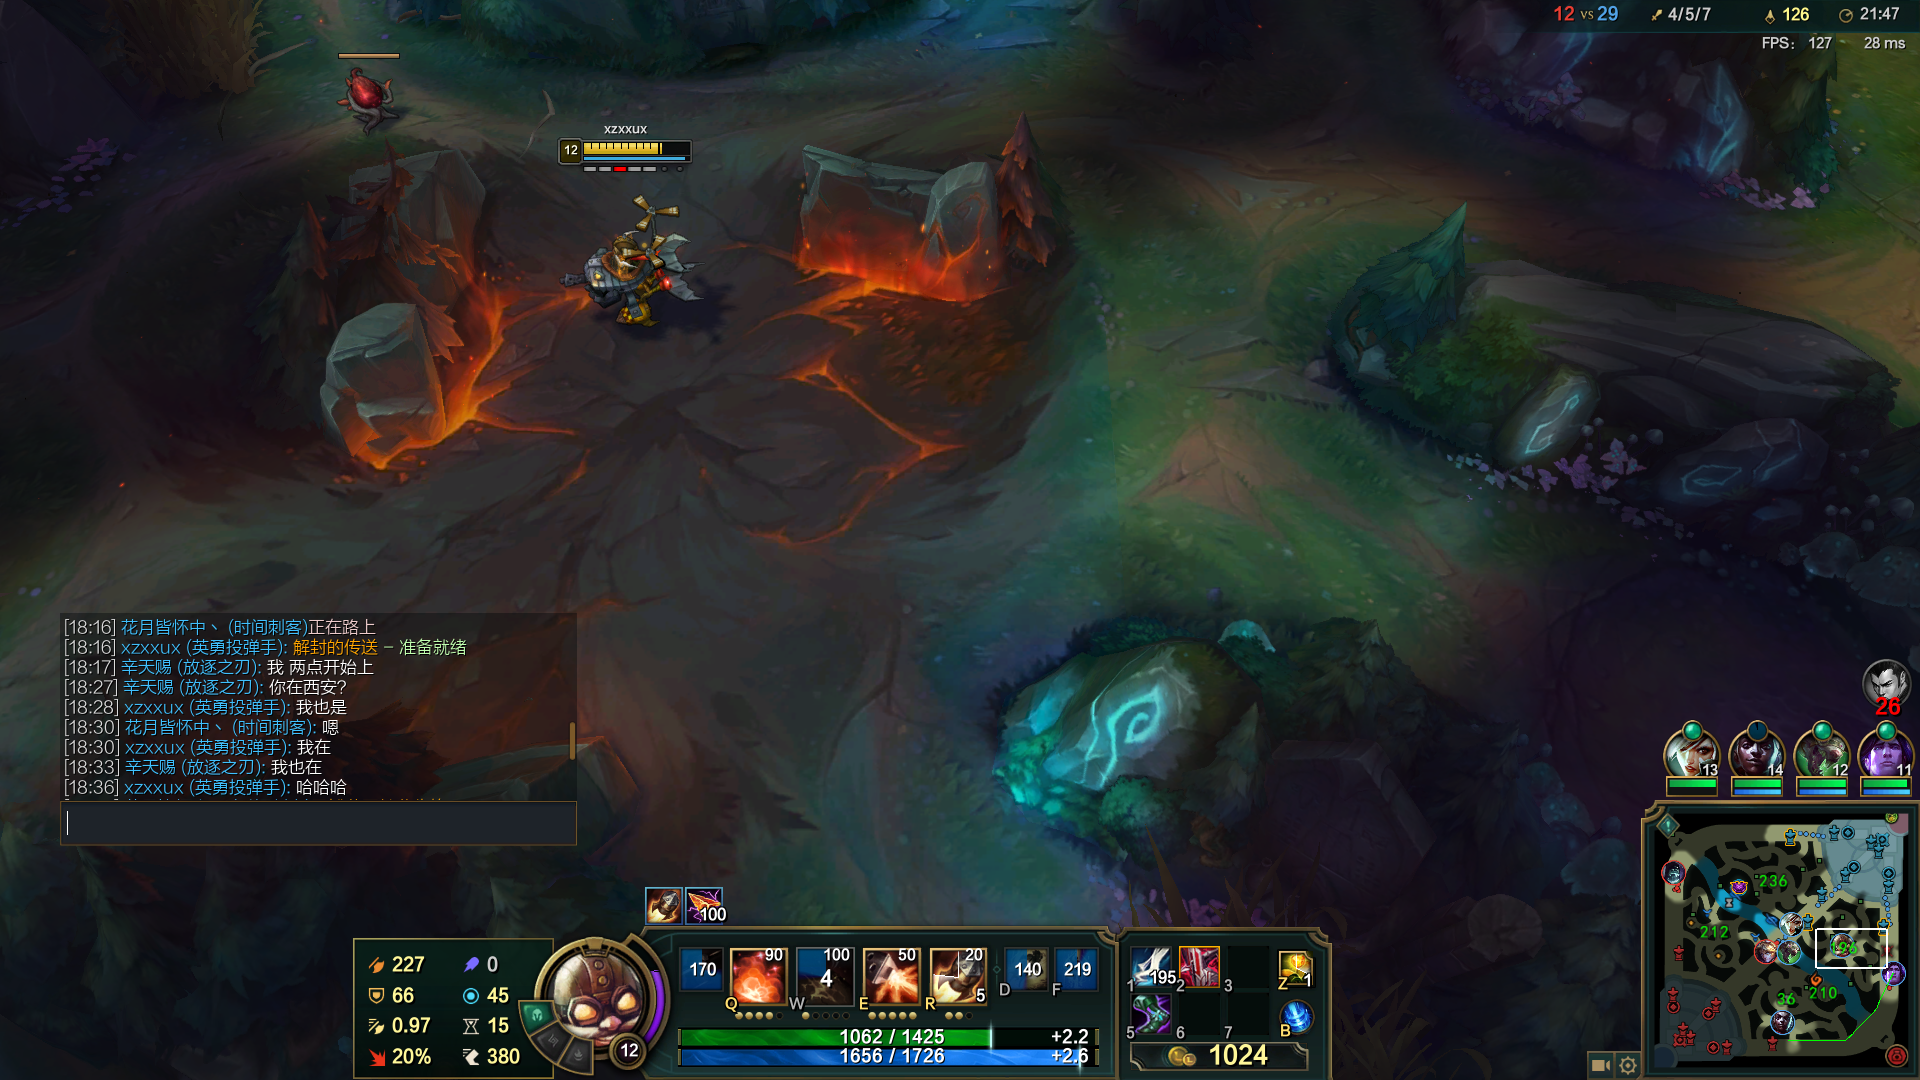 12 vs 29 4/5/7 126 21:47
FPS: 127 28 ms
xzxxux
12
[18:16] 花月皆怀中丶 (时间刺客)正在路上
[18:16] xzxxux (英勇投弹手): 解封的传送 – 准备就绪
[18:17] 辛天赐 (放逐之刃): 我 两点开始上
[18:27] 辛天赐 (放逐之刃): 你在西安?
[18:28] xzxxux (英勇投弹手): 我也是
[18:30] 花月皆怀中丶 (时间刺客): 嗯
[18:30] xzxxux (英勇投弹手): 我在
[18:33] 辛天赐 (放逐之刃): 我也在
[18:36] xzxxux (英勇投弹手): 哈哈哈
26
13 14 12 11
236
212
196
36 210
100
227 0
66 45
0.97 15
20% 380
12
170 90 100 50 20 140 219
4 5
Q W E R D F
1062 / 1425 +2.2
1656 / 1726 +2.6
195 1
1 2 3 Z
5 6 7 B
1024